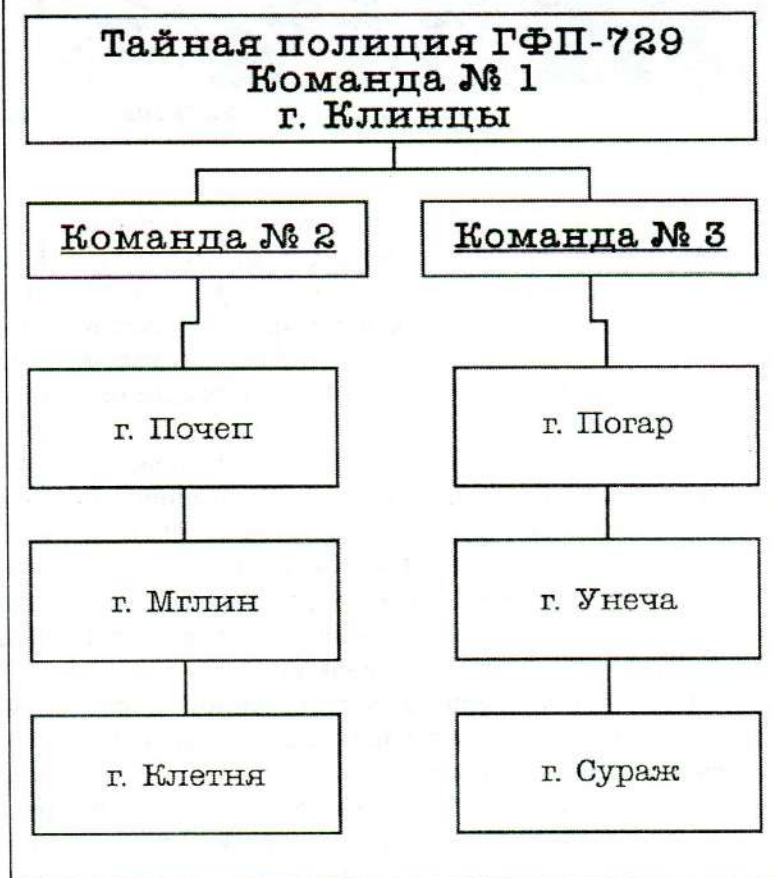 Тайная полиция ГФП-729
Команда № 1
г. Клинцы
Команда № 2
Команда № 3
г. Почеп
г. Погар
г. Мглин
г. Унеча
г. Клетня
г. Сураж